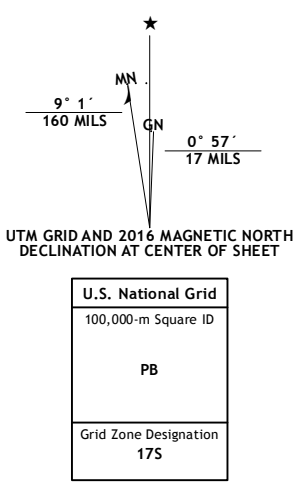 ★
MN
GN
9° 1´
160 MILS
0° 57´
17 MILS
UTM GRID AND 2016 MAGNETIC NORTH
DECLINATION AT CENTER OF SHEET
U.S. National Grid
100,000-m Square ID
PB
Grid Zone Designation
17S